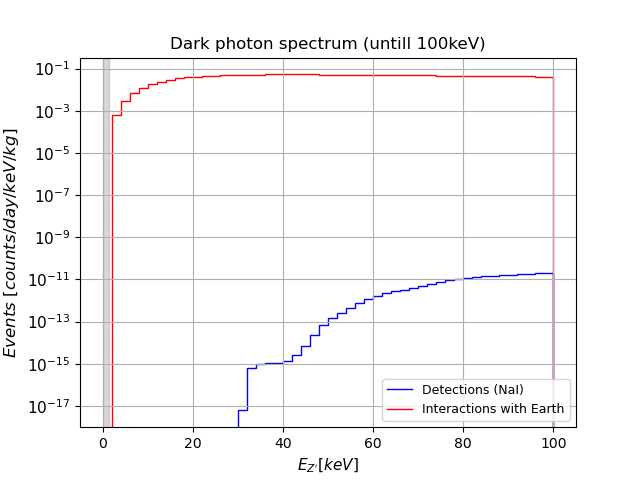 Dark photon spectrum (untill 100keV)
Events [counts/day/keV/kg]
10⁻¹
10⁻³
10⁻⁵
10⁻⁷
10⁻⁹
10⁻¹¹
10⁻¹³
10⁻¹⁵
10⁻¹⁷
Detections (NaI)
Interactions with Earth
0 20 40 60 80 100
E_{Z'}[keV]